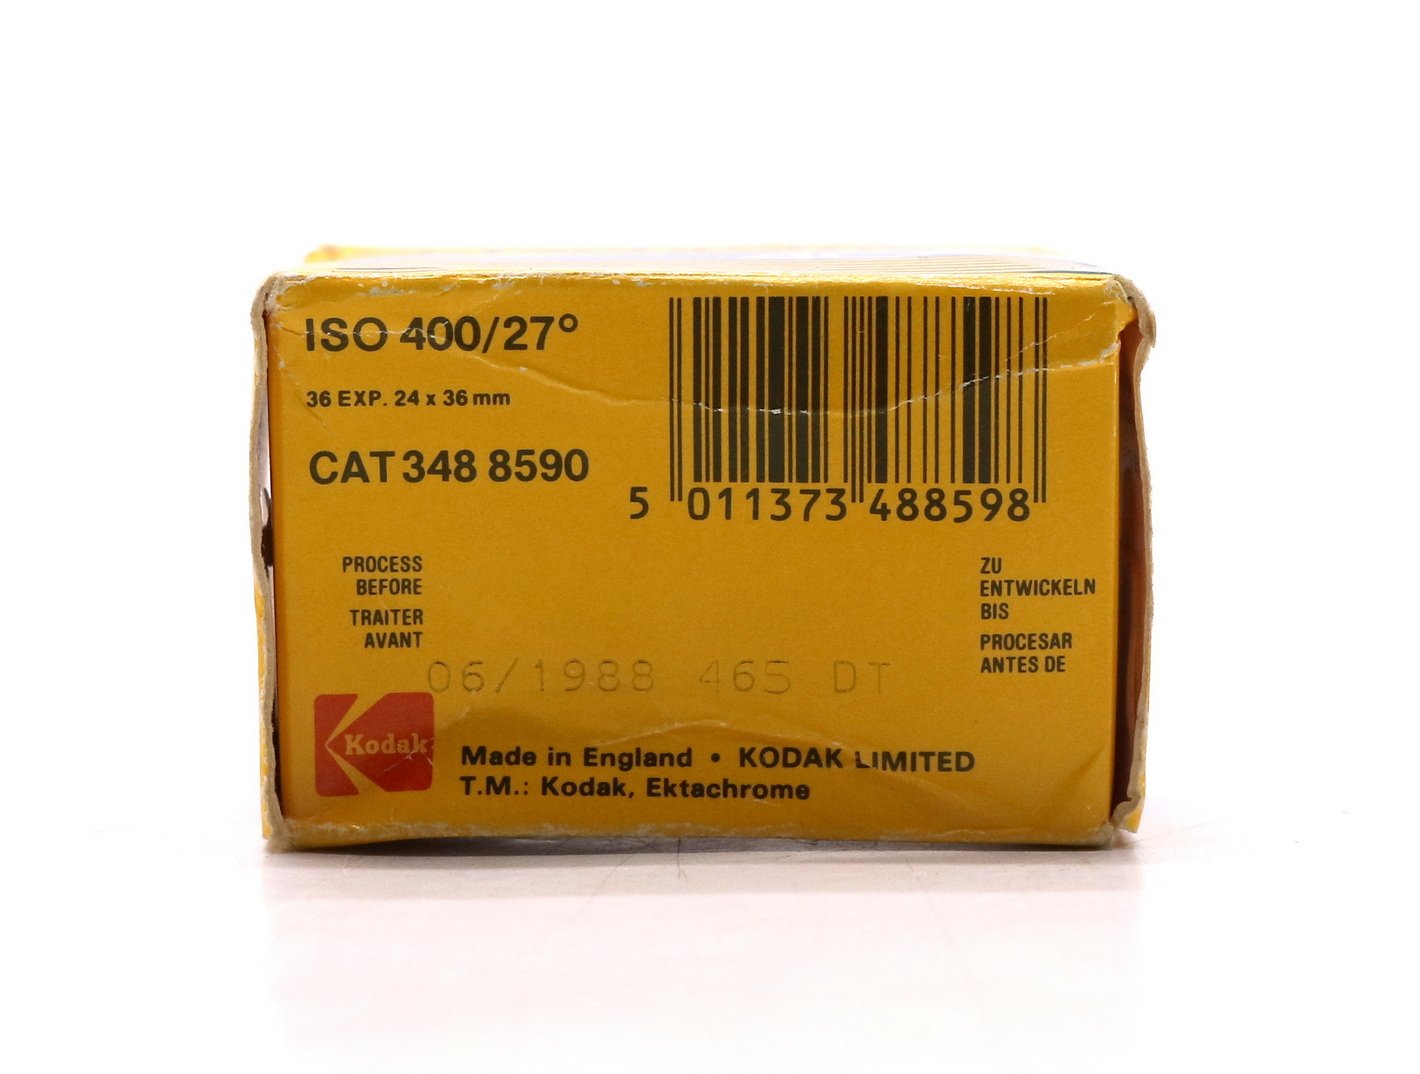 ISO 400/27°
36 EXP. 24 x 36 mm
CAT 348 8590
5 011373 488598
PROCESS
BEFORE
TRAITER
AVANT
ZU
ENTWICKELN
BIS
PROCESAR
ANTES DE
06/1988 465 DT
Kodak
Made in England • KODAK LIMITED
T.M.: Kodak, Ektachrome